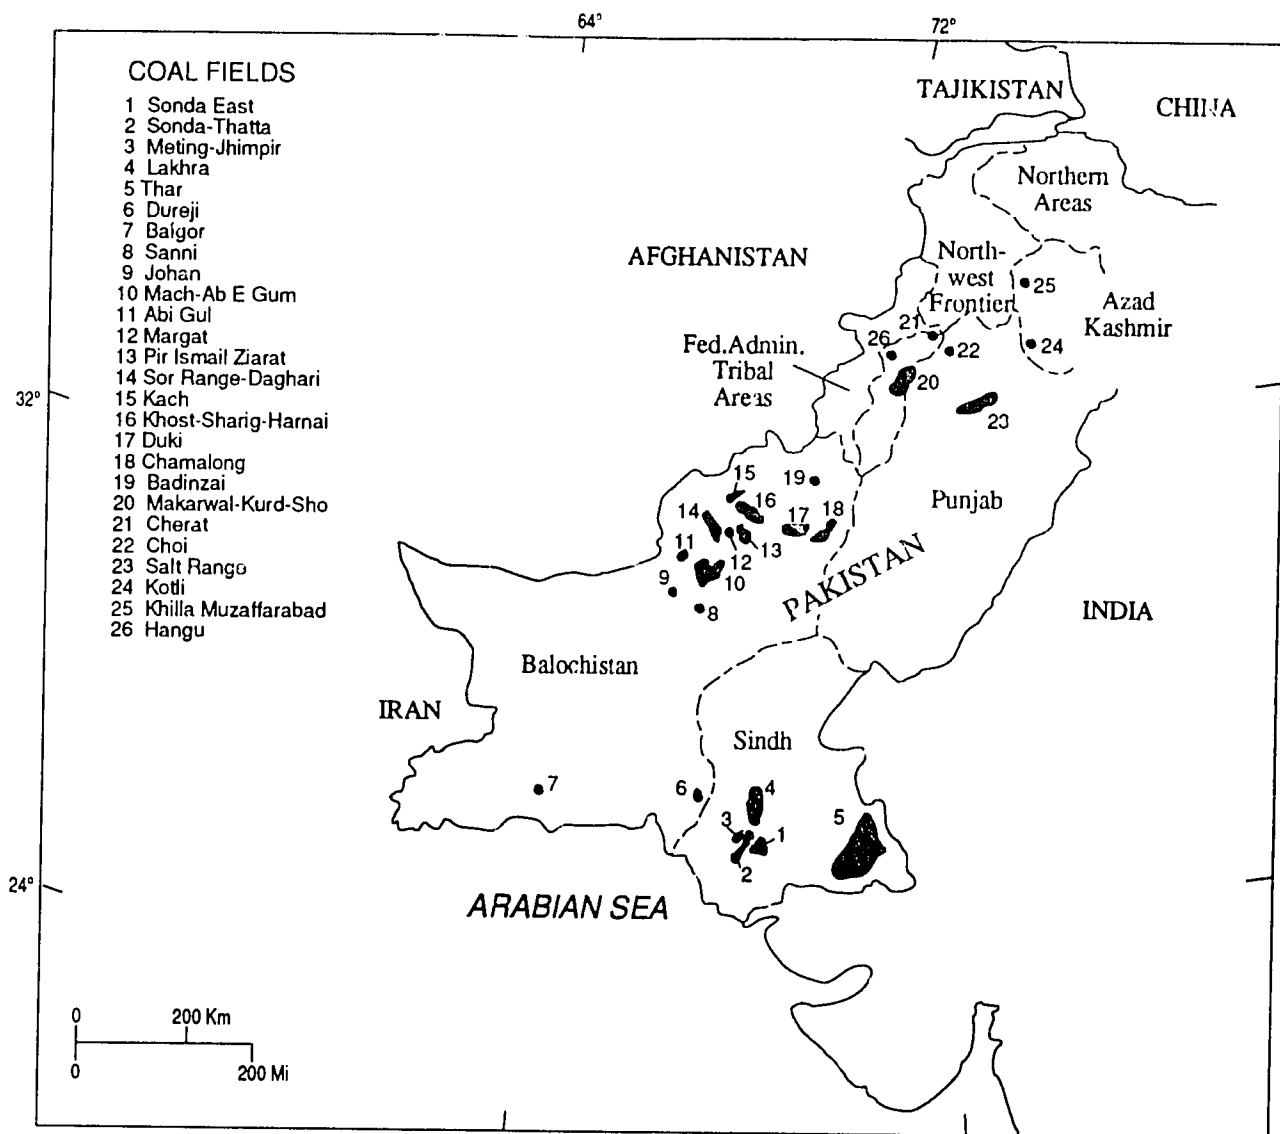 64°
72°
COAL FIELDS
1 Sonda East
2 Sonda-Thatta
3 Meting-Jhimpir
4 Lakhra
5 Thar
6 Dureji
7 Balgor
8 Sanni
9 Johan
10 Mach-Ab E Gum
11 Abi Gul
12 Margat
13 Pir Ismail Ziarat
14 Sor Range-Daghari
15 Kach
16 Khost-Sharig-Harnai
17 Duki
18 Chamalong
19 Badinzai
20 Makarwal-Kurd-Sho
21 Cherat
22 Choi
23 Salt Range
24 Kotli
25 Khilla Muzaffarabad
26 Hangu
TAJIKISTAN
CHINA
Northern
Areas
AFGHANISTAN
North-
west
Frontier
25
Azad
Kashmir
21
26
22
24
Fed.Admin.
Tribal
Areas
20
23
32°
15
19
16
14
17
18
Punjab
11
12
13
9
10
8
PAKISTAN
INDIA
Balochistan
IRAN
Sindh
7
6
4
3
1
5
2
24°
ARABIAN SEA
0
200 Km
0
200 Mi